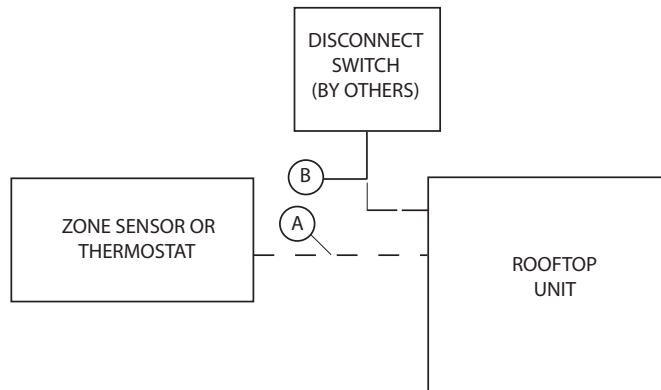 DISCONNECT
SWITCH
(BY OTHERS)
B
ZONE SENSOR OR
THERMOSTAT
A
ROOFTOP
UNIT